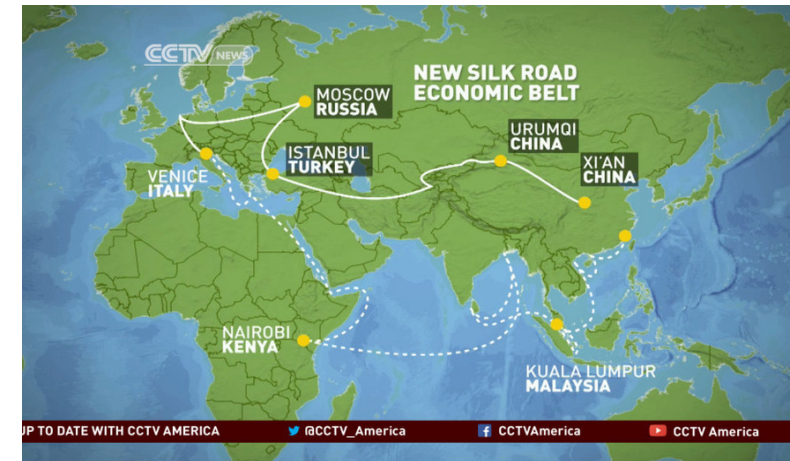 CCTV NEWS
NEW SILK ROAD
ECONOMIC BELT
MOSCOW
RUSSIA
URUMQI
CHINA
ISTANBUL
TURKEY
XI'AN
CHINA
VENICE
ITALY
NAIROBI
KENYA
KUALA LUMPUR
MALAYSIA
UP TO DATE WITH CCTV AMERICA
@CCTV_America
CCTVAmerica
CCTV America